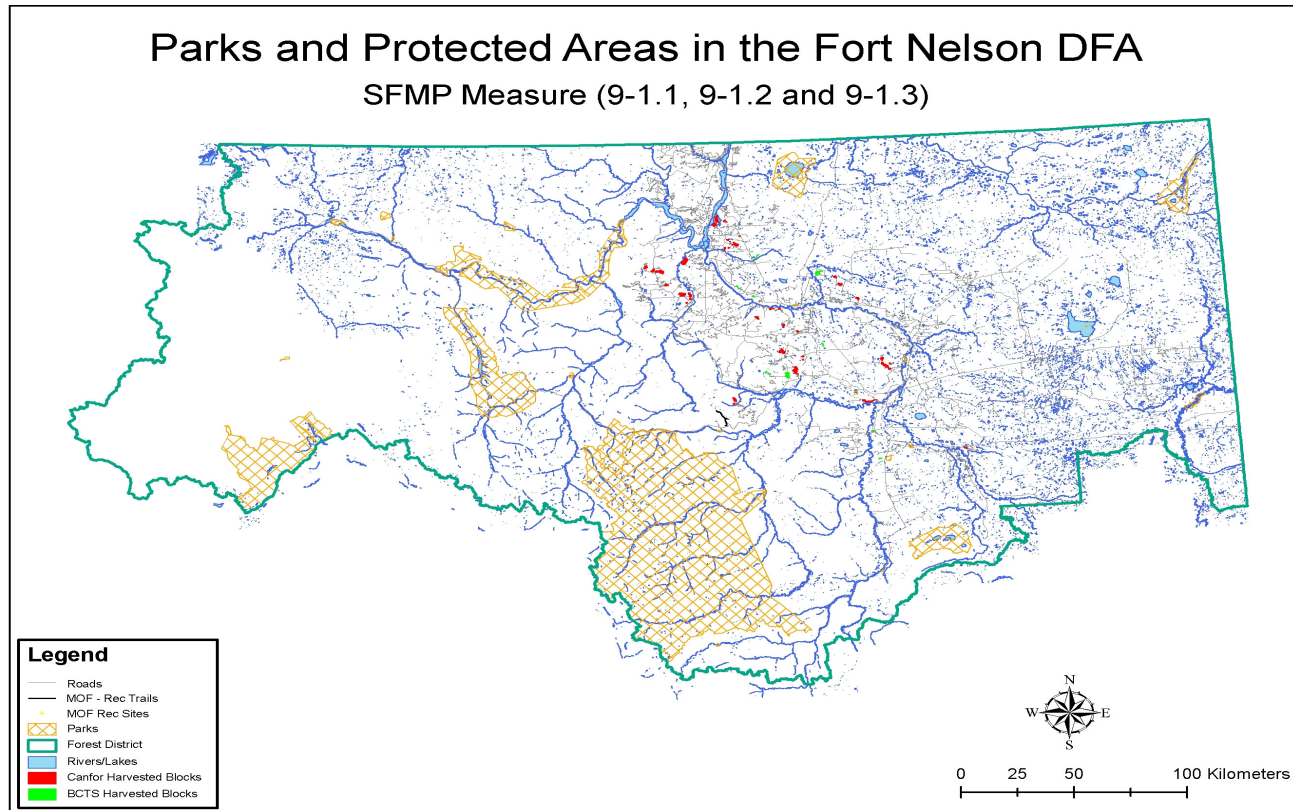 Parks and Protected Areas in the Fort Nelson DFA
SFMP Measure (9-1.1, 9-1.2 and 9-1.3)
Legend
Roads
MOF - Rec Trails
MOF Rec Sites
Parks
Forest District
Rivers/Lakes
Canfor Harvested Blocks
BCTS Harvested Blocks
N
W E
S
0 25 50 100 Kilometers